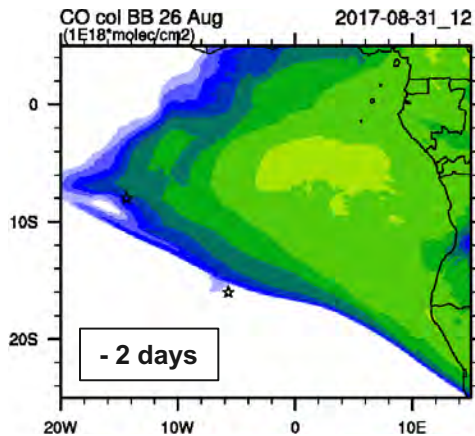 CO col BB 26 Aug 2017-08-31_12
(1E18*molec/cm2)
0
10S
20S
- 2 days
20W 10W 0 10E